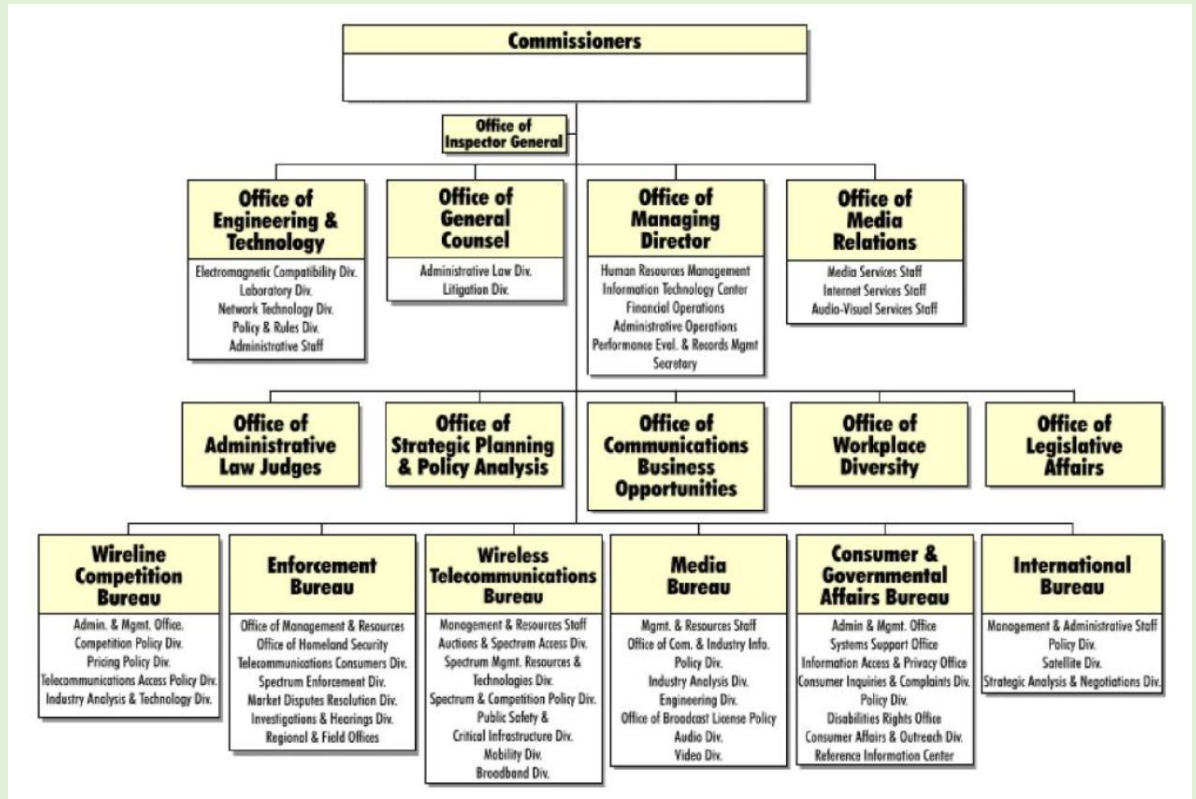 Commissioners
Office of
Inspector General
Office of
Engineering &
Technology
Electromagnetic Compatibility Div.
Laboratory Div.
Network Technology Div.
Policy & Rules Div.
Administrative Staff
Office of
General
Counsel
Administrative Law Div.
Litigation Div.
Office of
Managing
Director
Human Resources Management
Information Technology Center
Financial Operations
Administrative Operations
Performance Eval. & Records Mgmt
Secretary
Office of
Media
Relations
Media Services Staff
Internet Services Staff
Audio-Visual Services Staff
Office of
Administrative
Law Judges
Office of
Strategic Planning
& Policy Analysis
Office of
Communications
Business
Opportunities
Office of
Workplace
Diversity
Office of
Legislative
Affairs
Wireline
Competition
Bureau
Admin. & Mgmt. Office.
Competition Policy Div.
Pricing Policy Div.
Telecommunications Access Policy Div.
Industry Analysis & Technology Div.
Enforcement
Bureau
Office of Management & Resources
Office of Homeland Security
Telecommunications Consumers Div.
Spectrum Enforcement Div.
Market Disputes Resolution Div.
Investigations & Hearings Div.
Regional & Field Offices
Wireless
Telecommunications
Bureau
Management & Resources Staff
Auctions & Spectrum Access Div.
Spectrum Mgmt. Resources &
Technologies Div.
Spectrum & Competition Policy Div.
Public Safety &
Critical Infrastructure Div.
Mobility Div.
Broadband Div.
Media
Bureau
Mgmt. & Resources Staff
Office of Com. & Industry Info.
Policy Div.
Industry Analysis Div.
Engineering Div.
Office of Broadcast License Policy
Audio Div.
Video Div.
Consumer &
Governmental
Affairs Bureau
Admin & Mgmt. Office
Systems Support Office
Information Access & Privacy Office
Consumer Inquiries & Complaints Div.
Policy Div.
Disabilities Rights Office
Consumer Affairs & Outreach Div.
Reference Information Center
International
Bureau
Management & Administrative Staff
Policy Div.
Satellite Div.
Strategic Analysis & Negotiations Div.